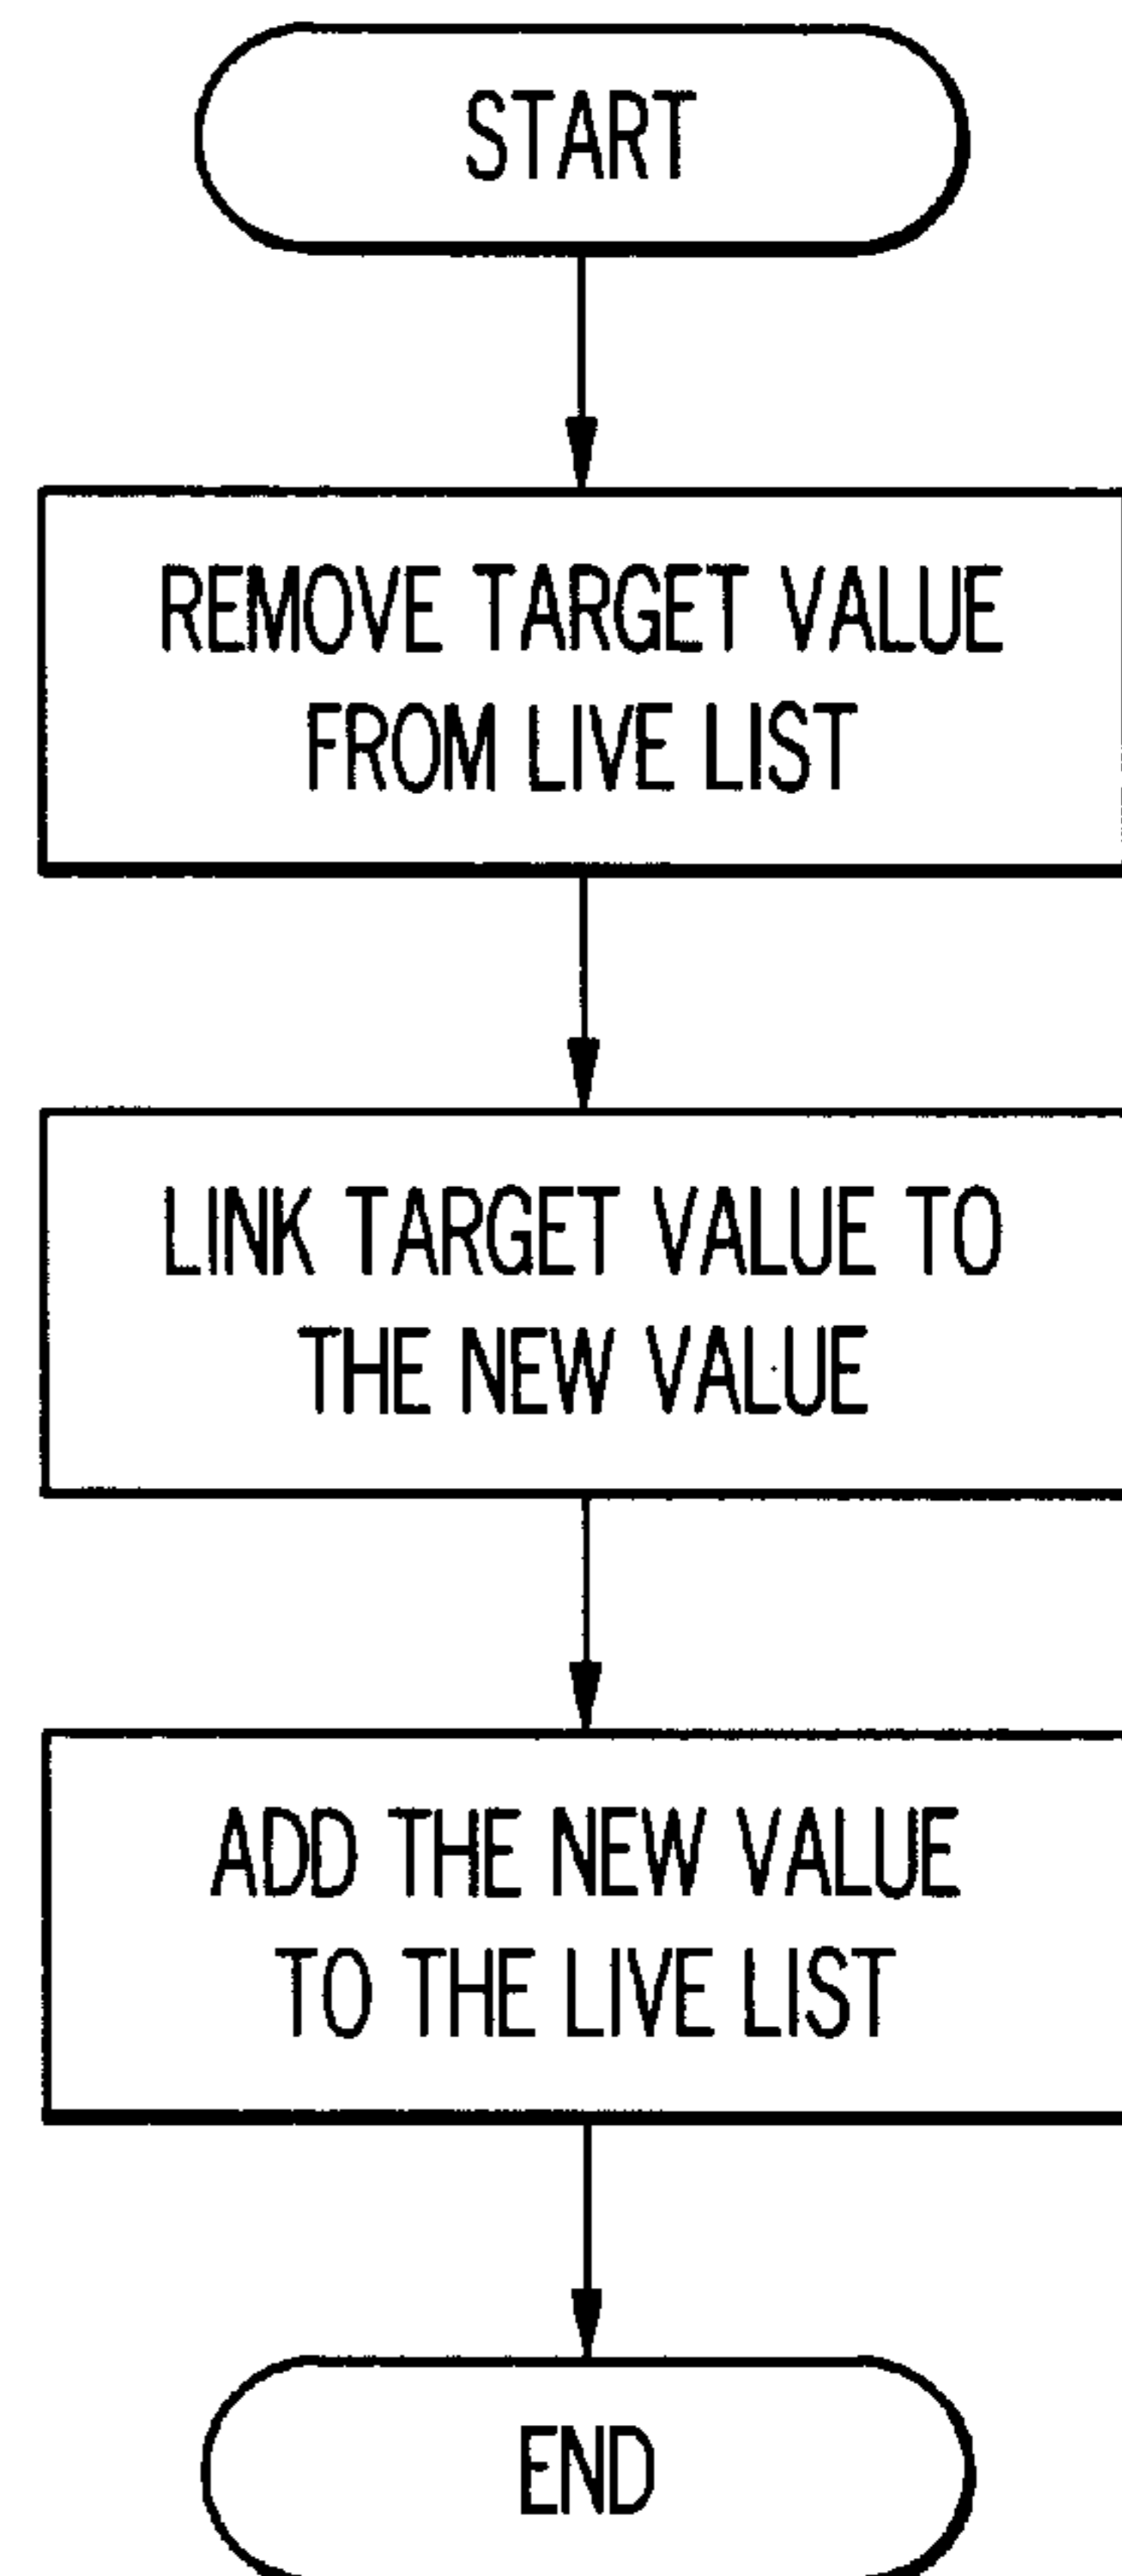 START
REMOVE TARGET VALUE
FROM LIVE LIST
LINK TARGET VALUE TO
THE NEW VALUE
ADD THE NEW VALUE
TO THE LIVE LIST
END